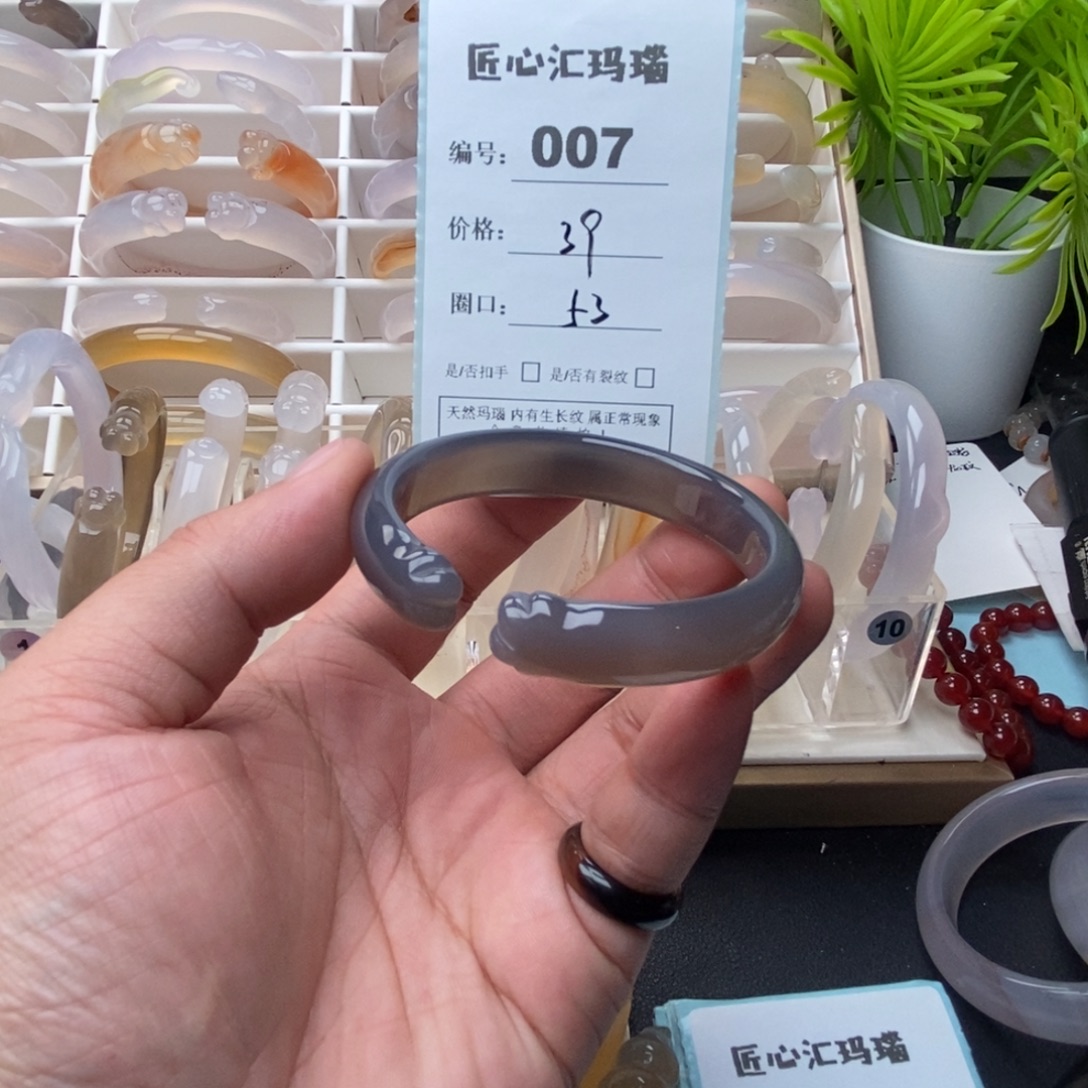 匠心汇玛瑙
编号: 007
价格: 39
圈口: 53
是/否扣手 □ 是/否有裂纹 □
天然玛瑙 内有生长纹 属正常现象
10
匠心汇玛瑙